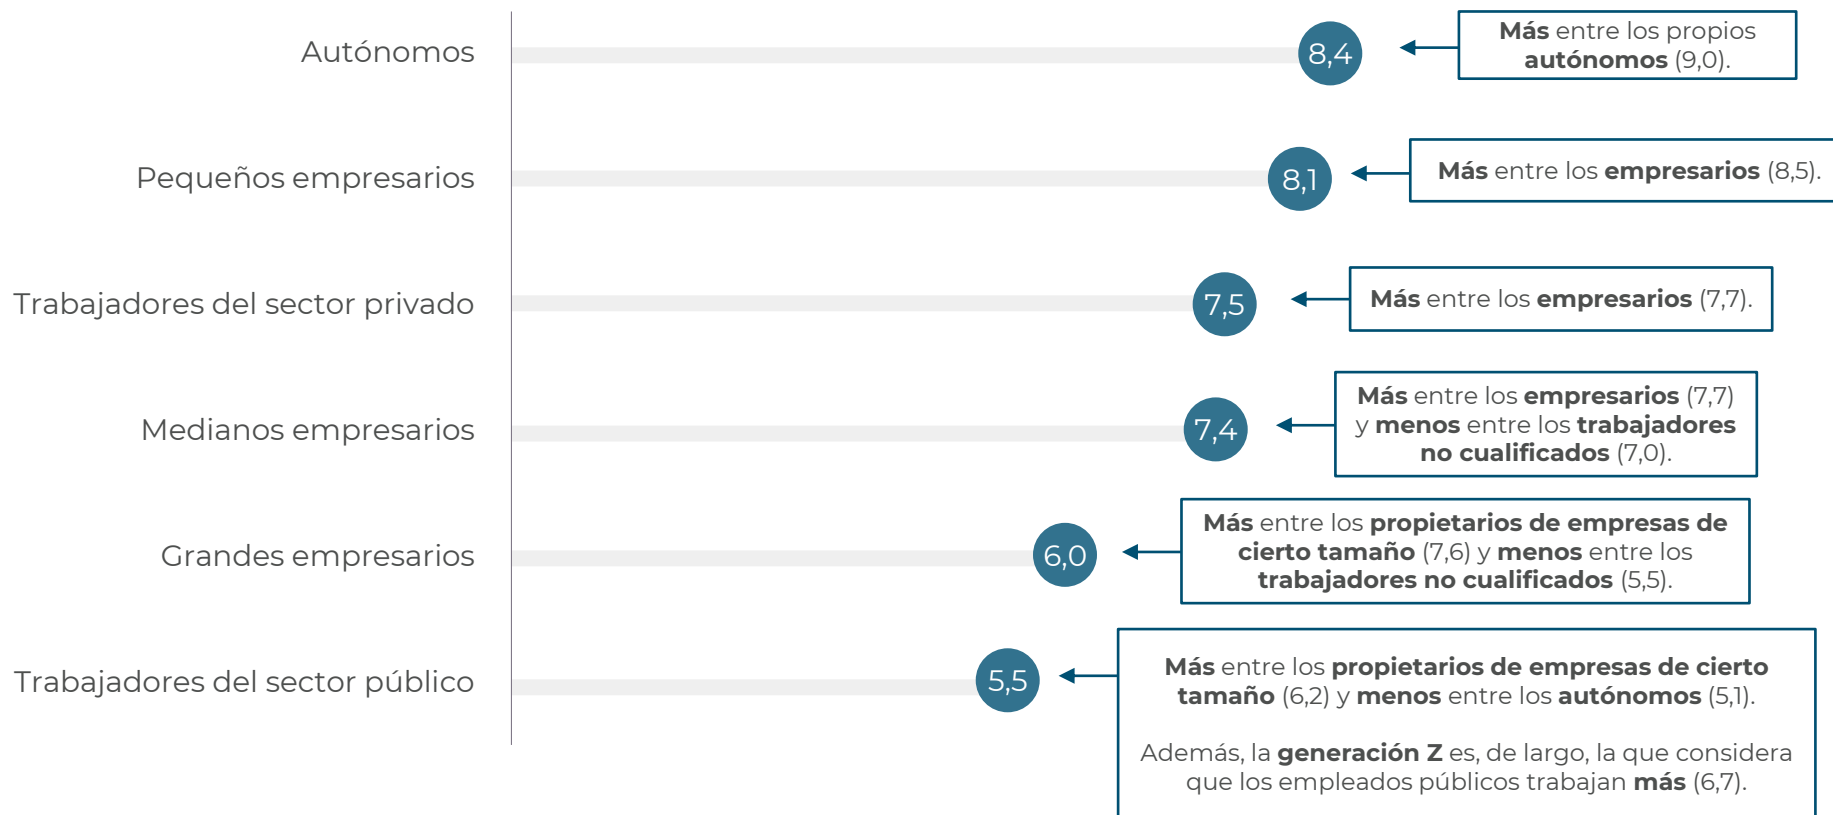 Autónomos
8,4
Más entre los propios
autónomos (9,0).
Pequeños empresarios
8,1
Más entre los empresarios (8,5).
Trabajadores del sector privado
7,5
Más entre los empresarios (7,7).
Medianos empresarios
7,4
Más entre los empresarios (7,7)
y menos entre los trabajadores
no cualificados (7,0).
Grandes empresarios
6,0
Más entre los propietarios de empresas de
cierto tamaño (7,6) y menos entre los
trabajadores no cualificados (5,5).
Trabajadores del sector público
5,5
Más entre los propietarios de empresas de cierto
tamaño (6,2) y menos entre los autónomos (5,1).
Además, la generación Z es, de largo, la que considera
que los empleados públicos trabajan más (6,7).